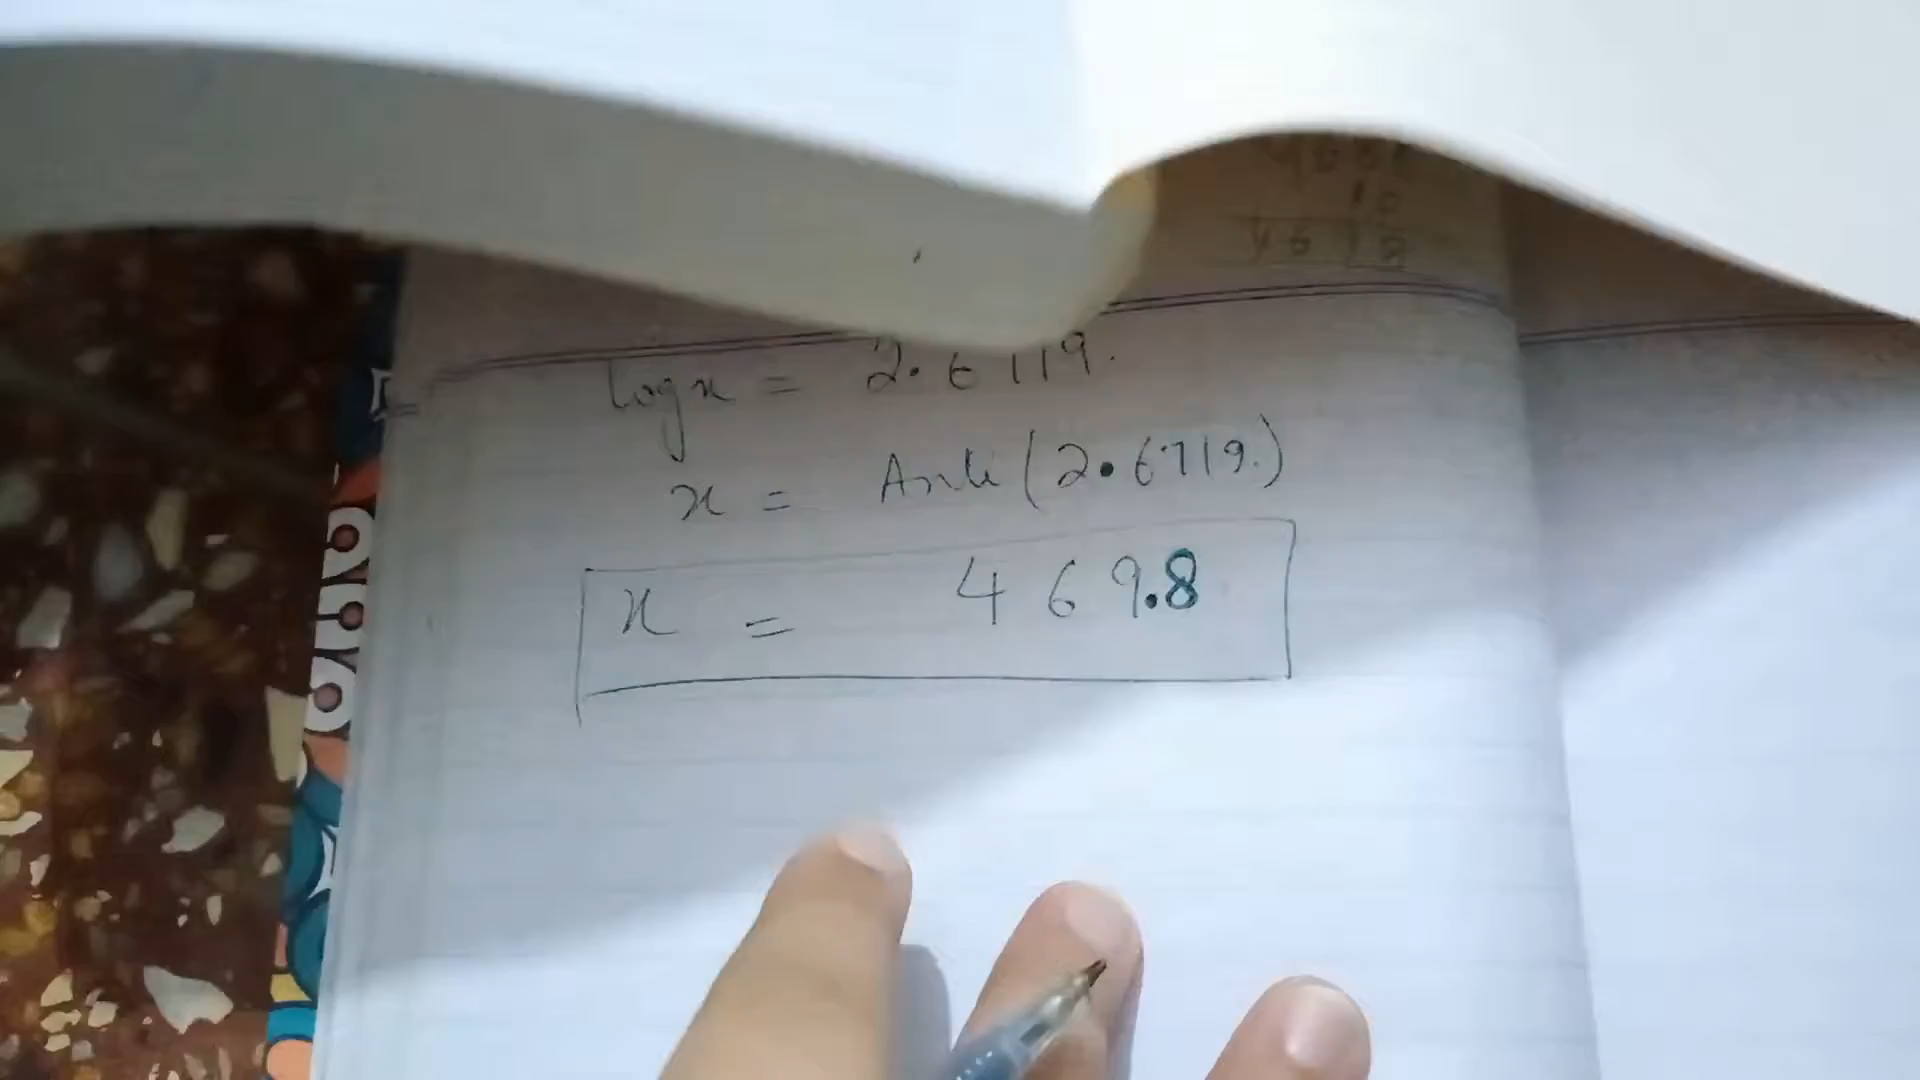 log x = 2.6719.
x = Anti (2.6719.)
x = 469.8